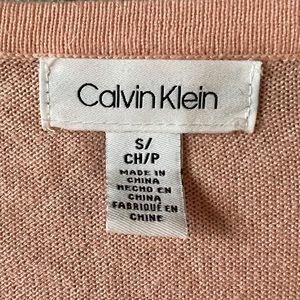 Calvin Klein
S/
CH/P
MADE IN
CHINA
HECHO EN
CHINA
FABRIQUÉ EN
CHINE